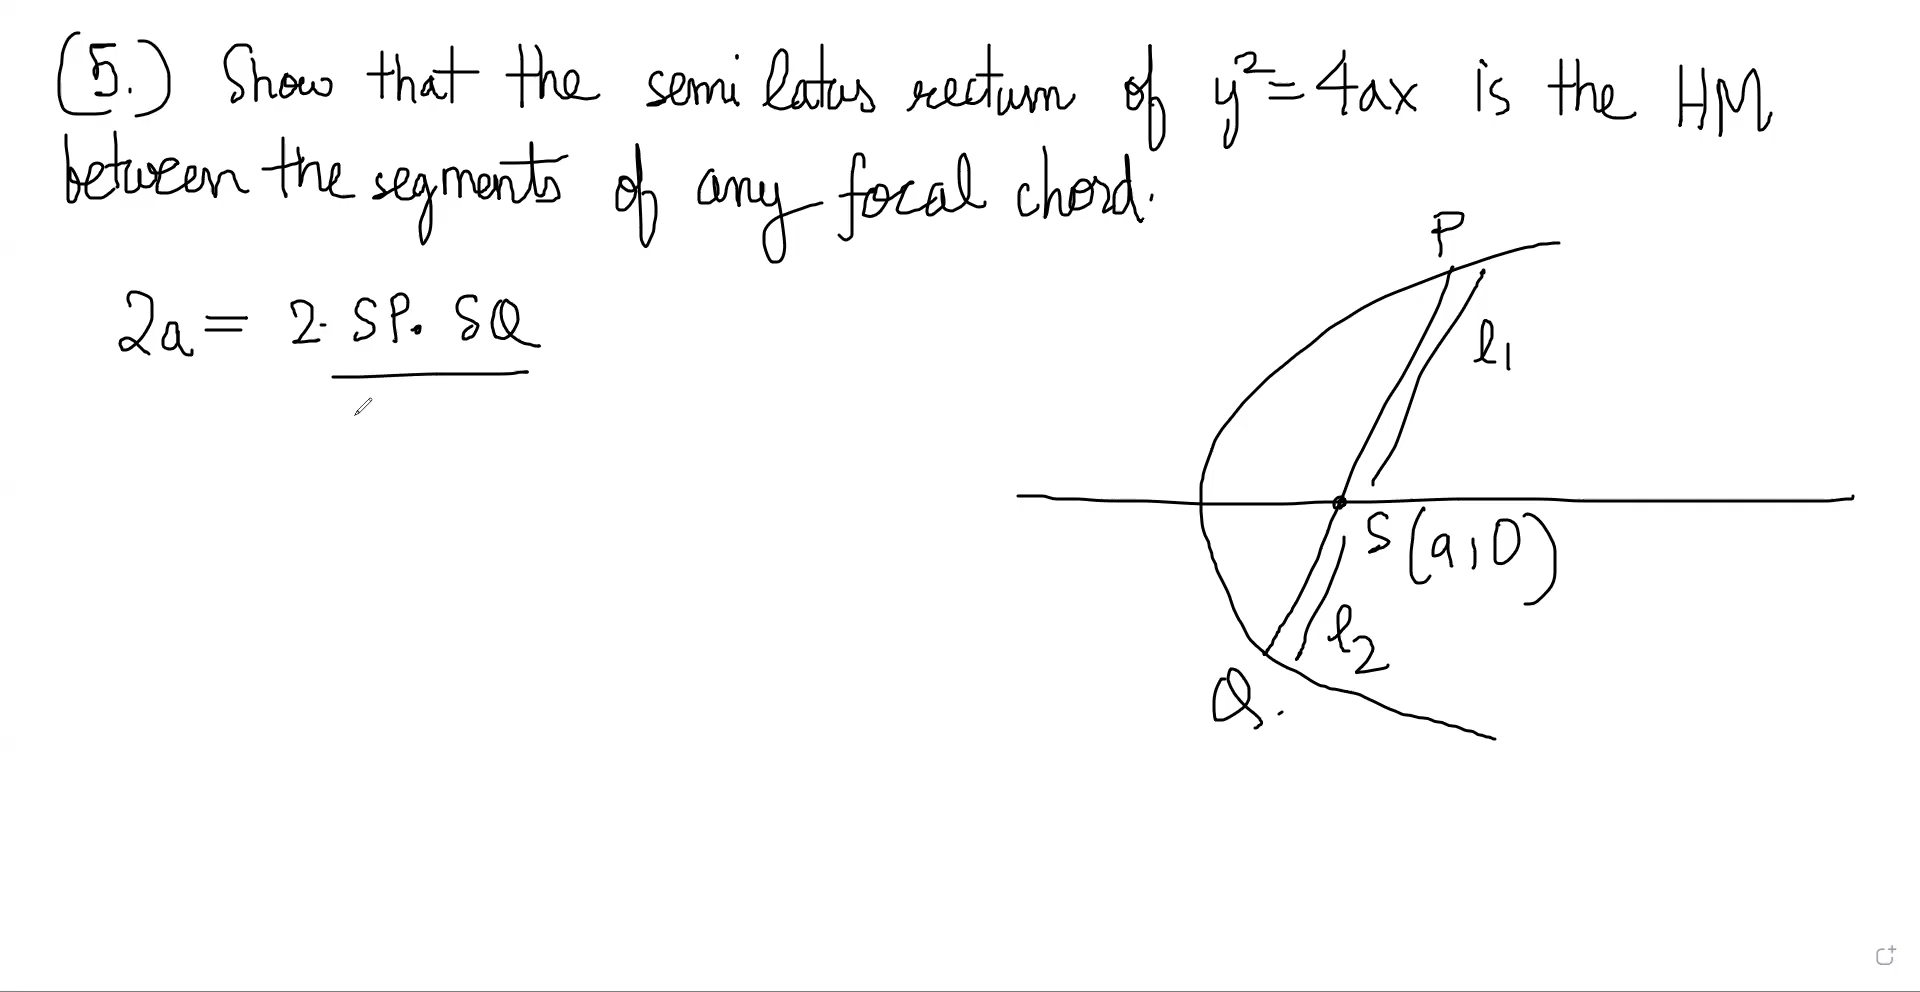 (5.) Show that the semi latus rectum of y²=4ax is the HM
between the segments of any focal chord.
P
2a = 2. SP. SQ
l₁
S(a,0)
l₂
Q.